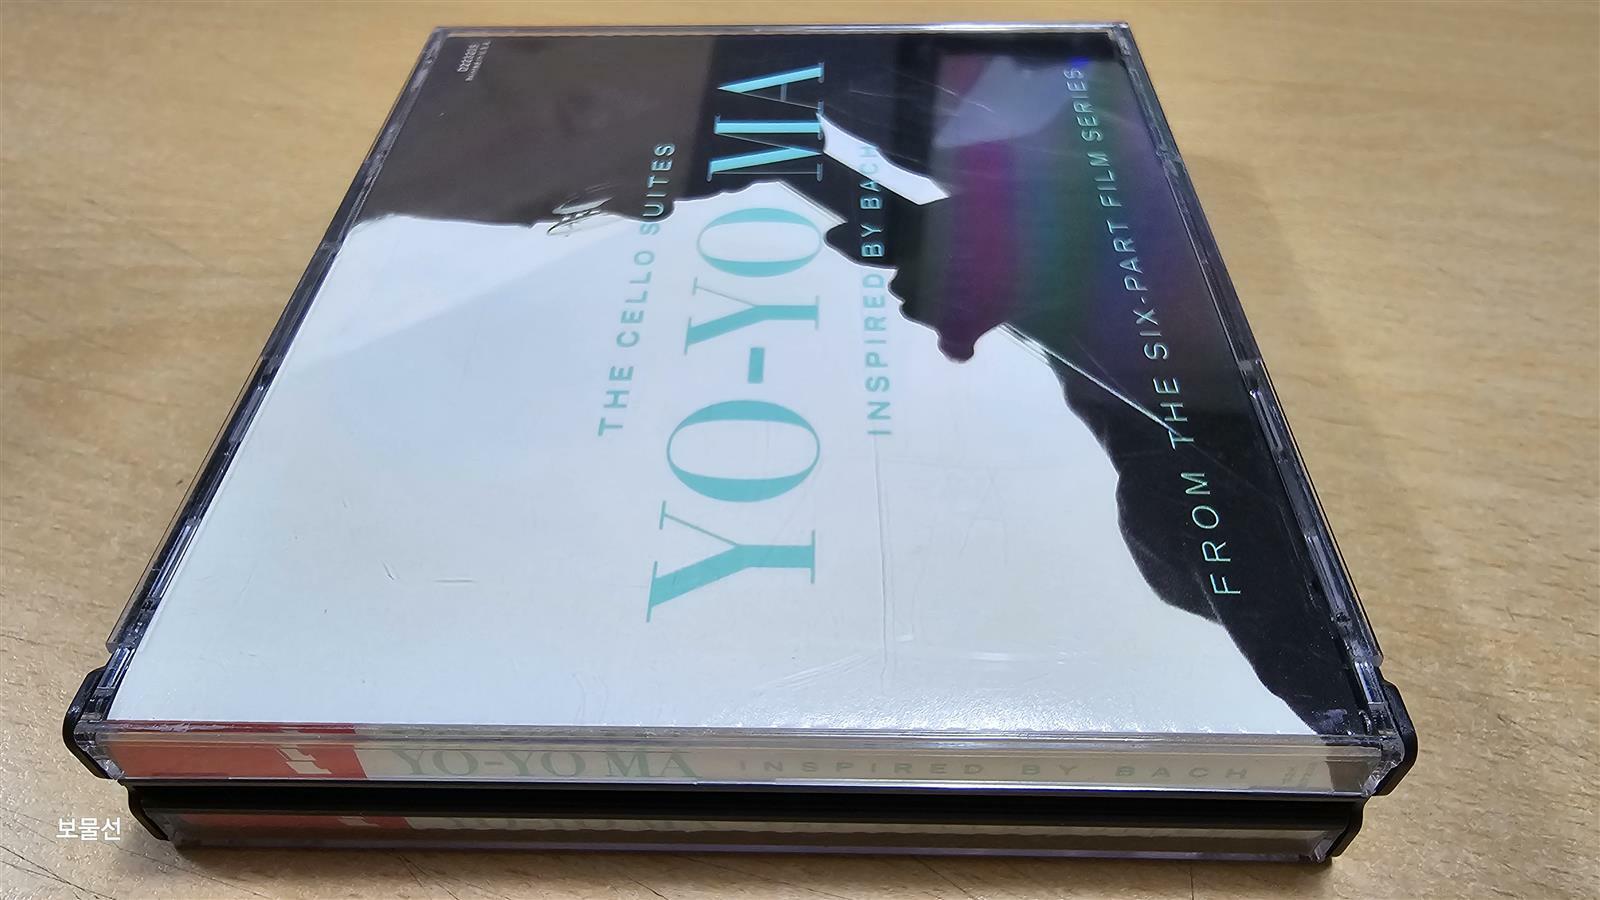 THE CELLO SUITES
YO-YO MA
INSPIRED BY BACH
FROM THE SIX-PART FILM SERIES
YO-YO MA INSPIRED BY BACH
보물선